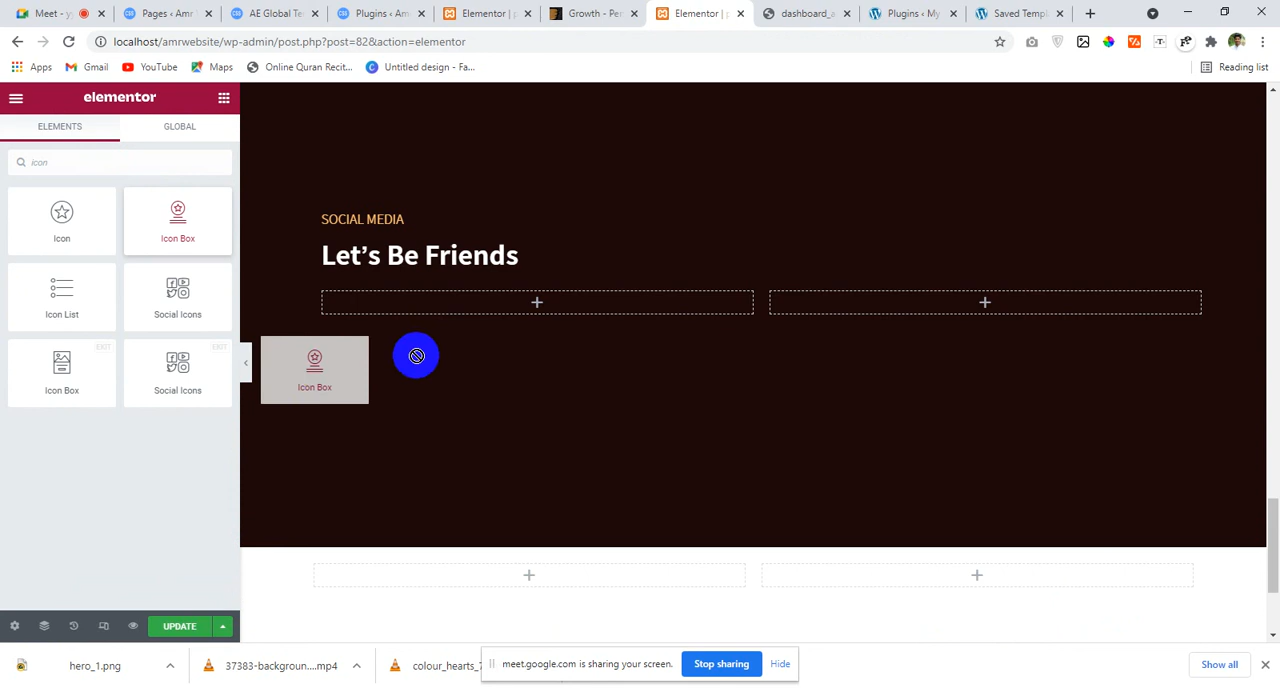 Meet - y
Pages ‹ Amr
AE Global Te
Plugins ‹ Am
Elementor | p
Growth - Per
Elementor | p
dashboard_a
Plugins ‹ My
Saved Templ
localhost/amrwebsite/wp-admin/post.php?post=82&action=elementor
Apps
Gmail
YouTube
Maps
Online Quran Recit...
Untitled design - Fa...
Reading list
elementor
ELEMENTS
GLOBAL
icon
Icon
Icon Box
Icon List
Social Icons
EKIT
Icon Box
EKIT
Social Icons
UPDATE
SOCIAL MEDIA
Let's Be Friends
Icon Box
hero_1.png
37383-backgroun....mp4
colour_hearts_
meet.google.com is sharing your screen.
Stop sharing
Hide
Show all